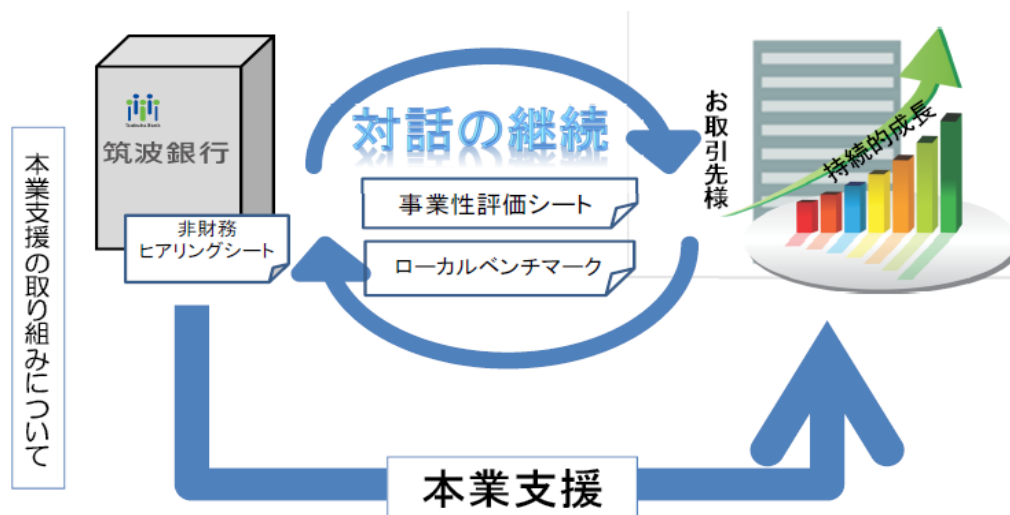 本業支援の取り組みについて
Tsukuba Bank
筑波銀行
非財務
ヒアリングシート
対話の継続
事業性評価シート
ローカルベンチマーク
お取引先様
持続的成長
本業支援